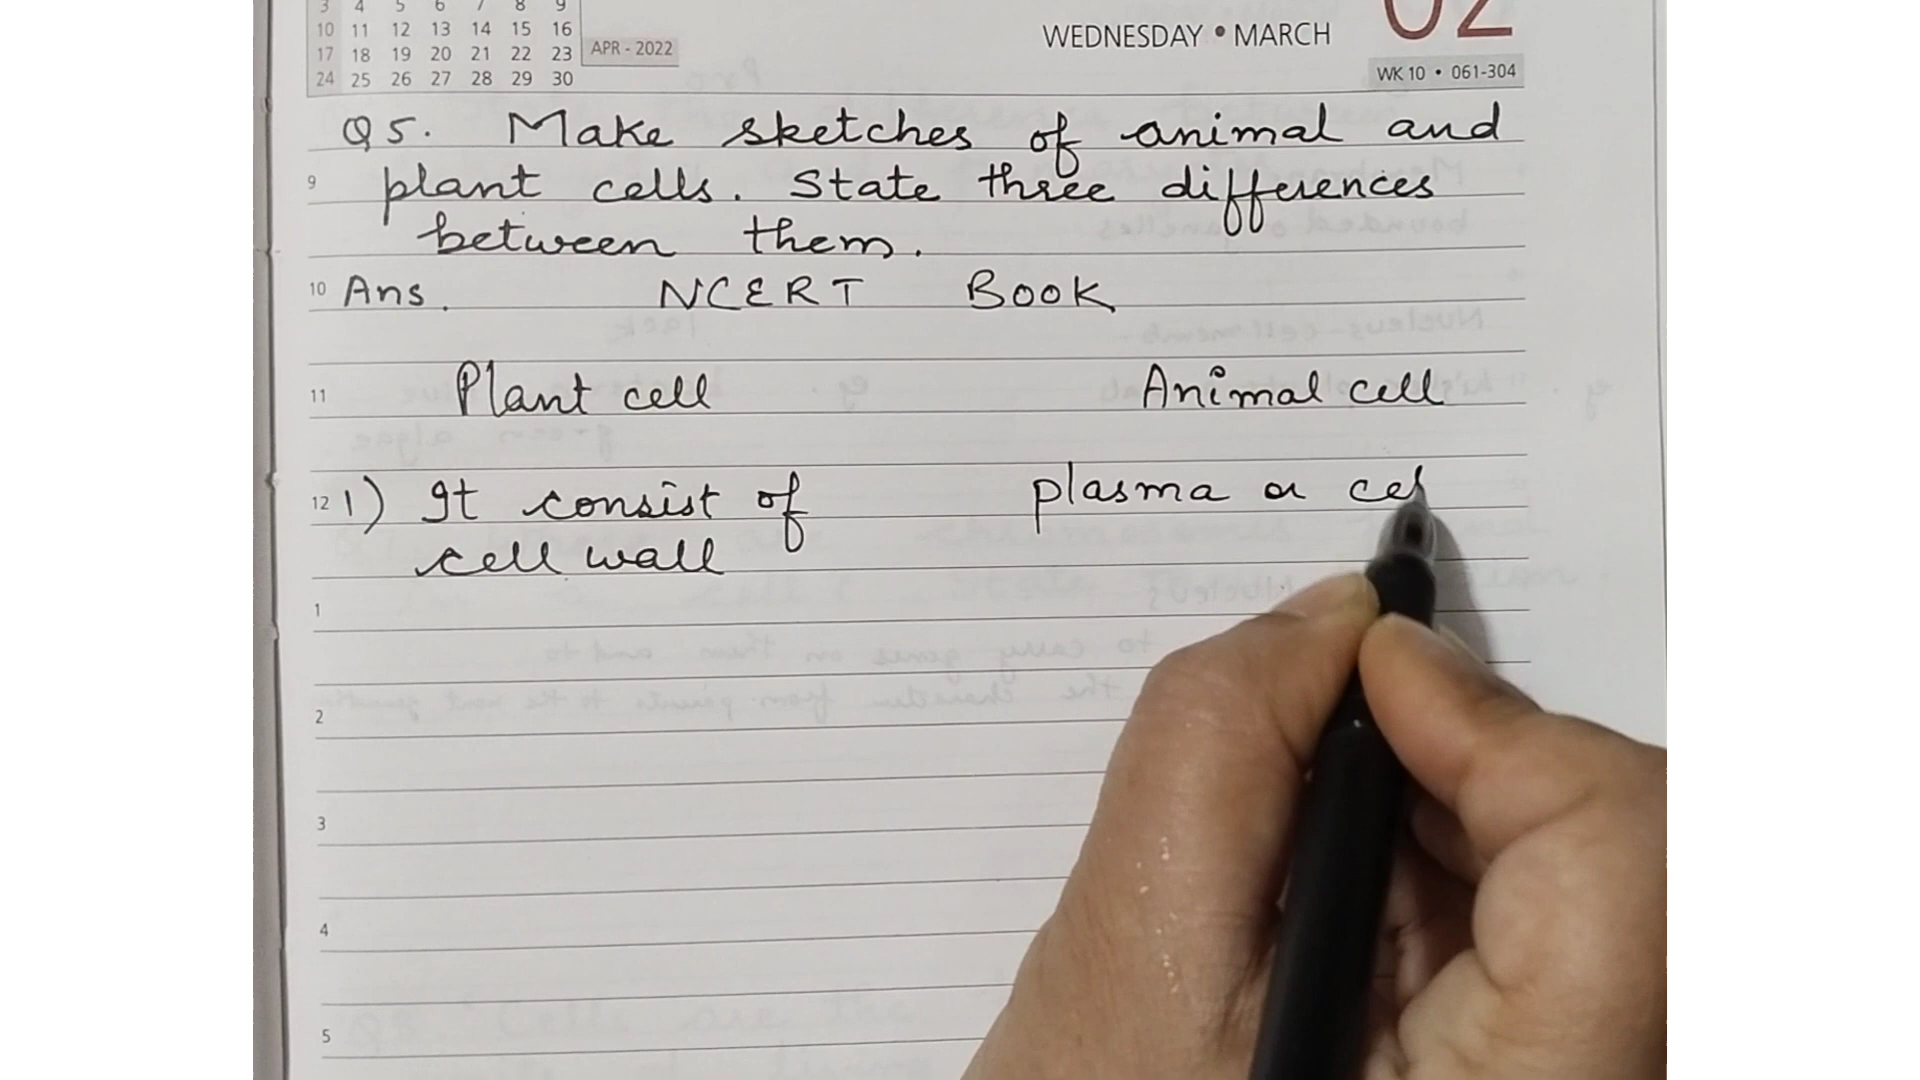 3 4 5 6 7 8 9
10 11 12 13 14 15 16
17 18 19 20 21 22 23
24 25 26 27 28 29 30
APR - 2022
WEDNESDAY • MARCH 02
WK 10 • 061-304
Q5. Make sketches of animal and
9 plant cells. State three differences
between them.
10 Ans. NCERT Book
11 Plant cell Animal cell
12 1) It consist of plasma or cel
cell wall
1
2
3
4
5